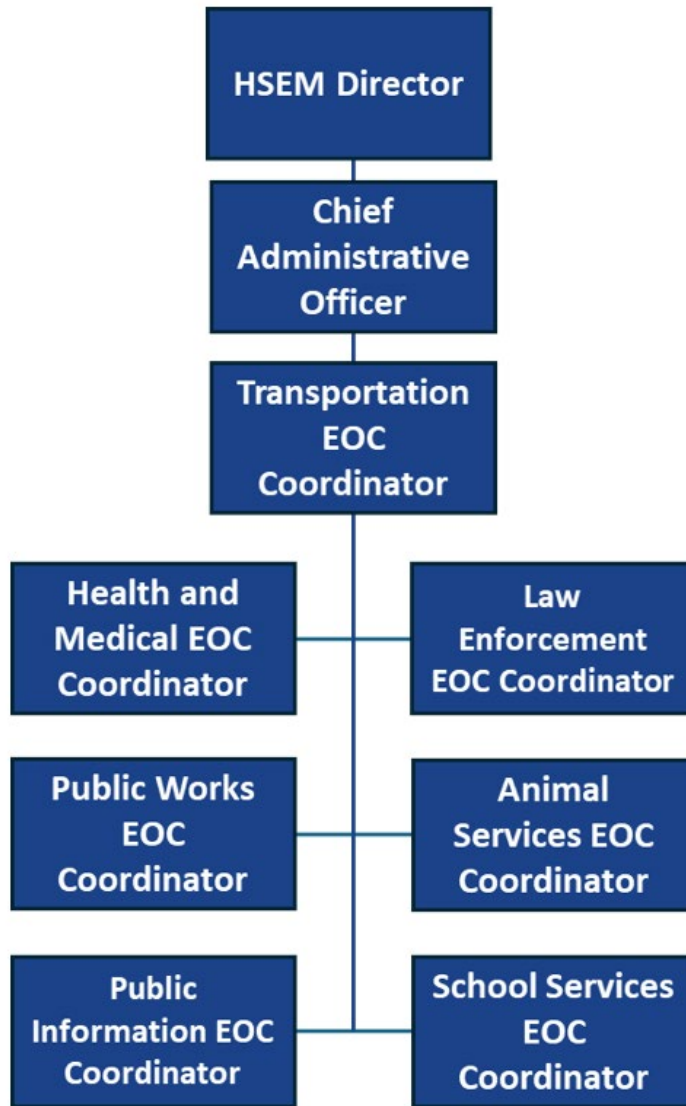 HSEM Director
Chief
Administrative
Officer
Transportation
EOC
Coordinator
Health and
Medical EOC
Coordinator
Law
Enforcement
EOC Coordinator
Public Works
EOC
Coordinator
Animal
Services EOC
Coordinator
Public
Information EOC
Coordinator
School Services
EOC
Coordinator